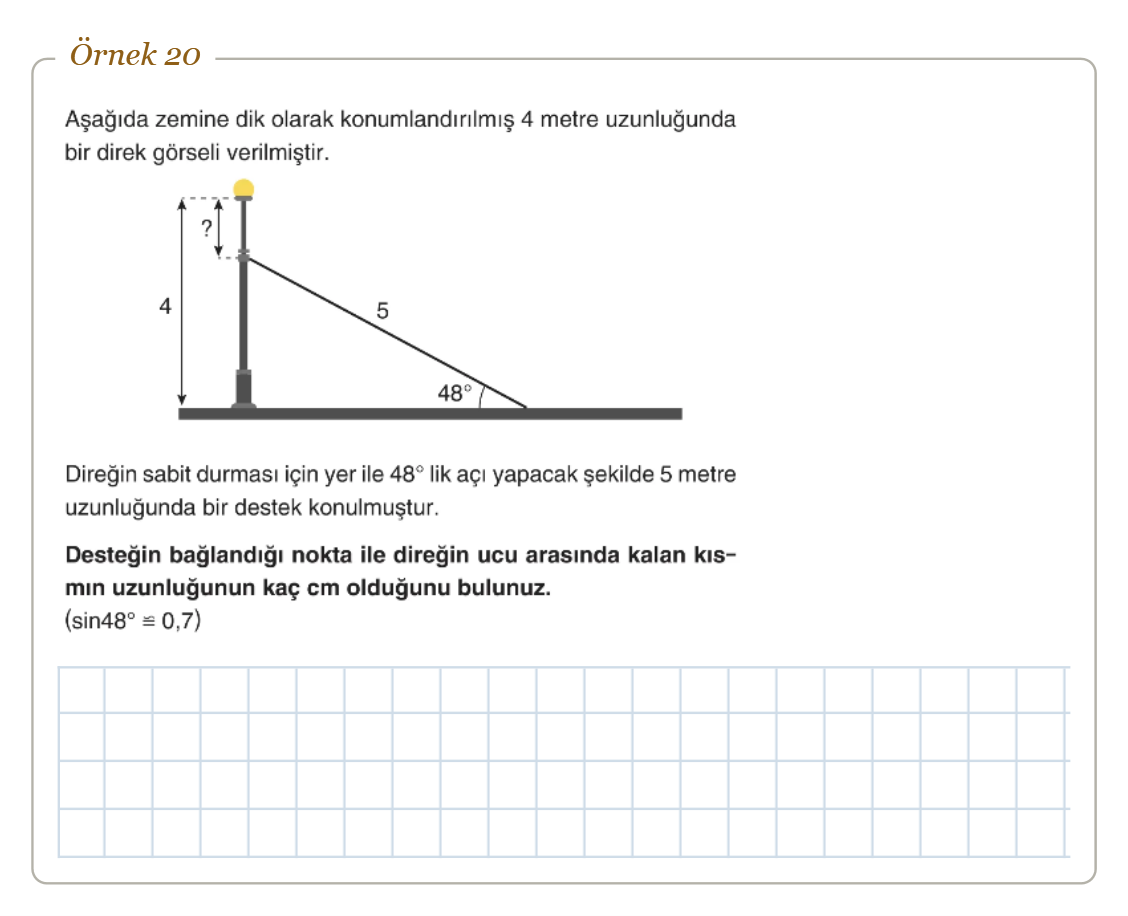 Örnek 20
Aşağıda zemine dik olarak konumlandırılmış 4 metre uzunluğunda
bir direk görseli verilmiştir.
?
4
5
48°
Direğin sabit durması için yer ile 48° lik açı yapacak şekilde 5 metre
uzunluğunda bir destek konulmuştur.
Desteğin bağlandığı nokta ile direğin ucu arasında kalan kıs-
mın uzunluğunun kaç cm olduğunu bulunuz.
(sin48° ≌ 0,7)